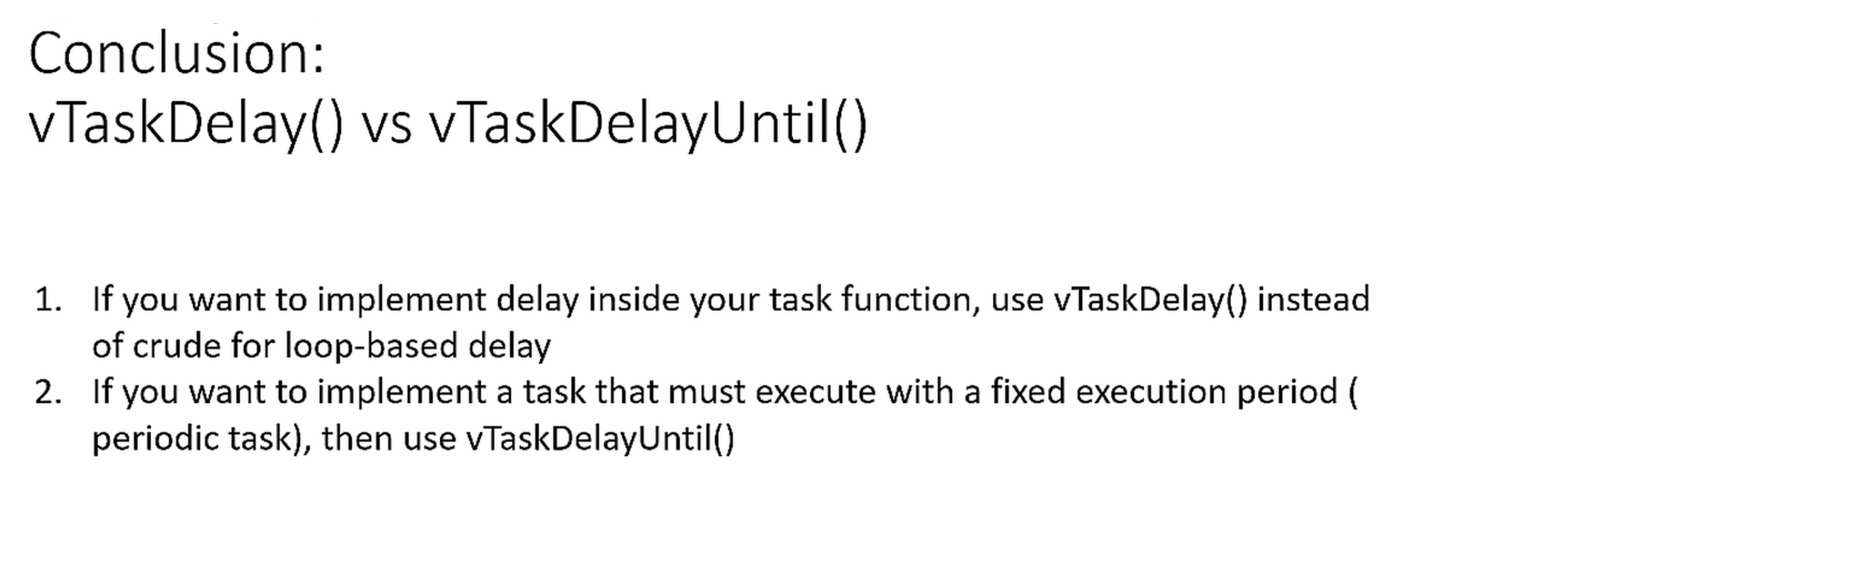 Conclusion:
vTaskDelay() vs vTaskDelayUntil()
1. If you want to implement delay inside your task function, use vTaskDelay() instead
of crude for loop-based delay
2. If you want to implement a task that must execute with a fixed execution period (
periodic task), then use vTaskDelayUntil()